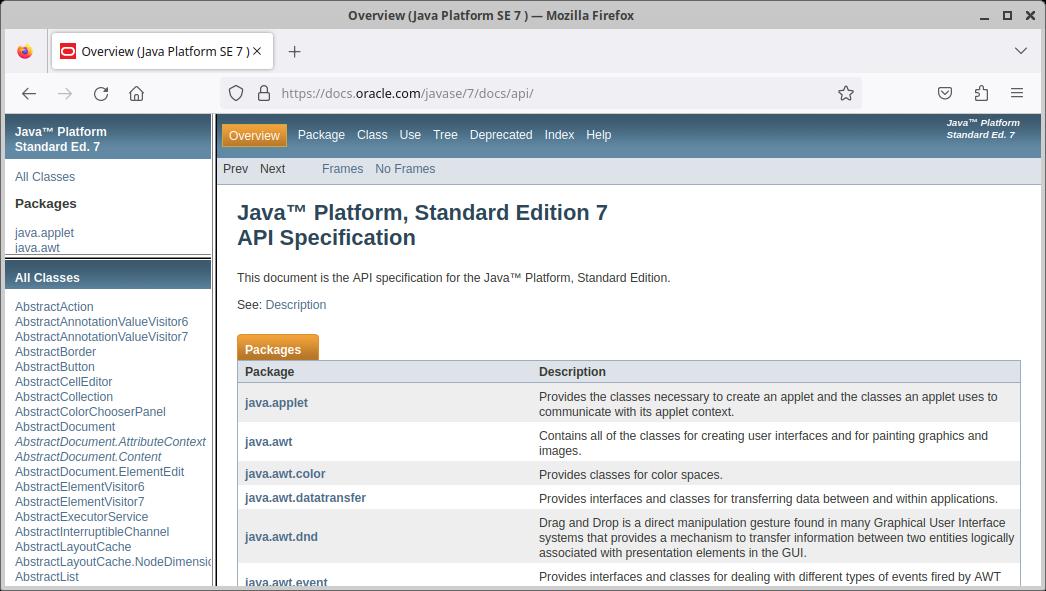 Overview (Java Platform SE 7 ) — Mozilla Firefox
Overview (Java Platform SE 7 )
https://docs.oracle.com/javase/7/docs/api/
Java™ Platform
Standard Ed. 7
All Classes
Packages
java.applet
java.awt
All Classes
AbstractAction
AbstractAnnotationValueVisitor6
AbstractAnnotationValueVisitor7
AbstractBorder
AbstractButton
AbstractCellEditor
AbstractCollection
AbstractColorChooserPanel
AbstractDocument
AbstractDocument.AttributeContext
AbstractDocument.Content
AbstractDocument.ElementEdit
AbstractElementVisitor6
AbstractElementVisitor7
AbstractExecutorService
AbstractInterruptibleChannel
AbstractLayoutCache
AbstractLayoutCache.NodeDimensio
AbstractList
Overview Package Class Use Tree Deprecated Index Help
Java™ Platform
Standard Ed. 7
Prev Next Frames No Frames
Java™ Platform, Standard Edition 7
API Specification
This document is the API specification for the Java™ Platform, Standard Edition.
See: Description
Packages
Package Description
java.applet Provides the classes necessary to create an applet and the classes an applet uses to
communicate with its applet context.
java.awt Contains all of the classes for creating user interfaces and for painting graphics and
images.
java.awt.color Provides classes for color spaces.
java.awt.datatransfer Provides interfaces and classes for transferring data between and within applications.
java.awt.dnd Drag and Drop is a direct manipulation gesture found in many Graphical User Interface
systems that provides a mechanism to transfer information between two entities logically
associated with presentation elements in the GUI.
java.awt.event Provides interfaces and classes for dealing with different types of events fired by AWT